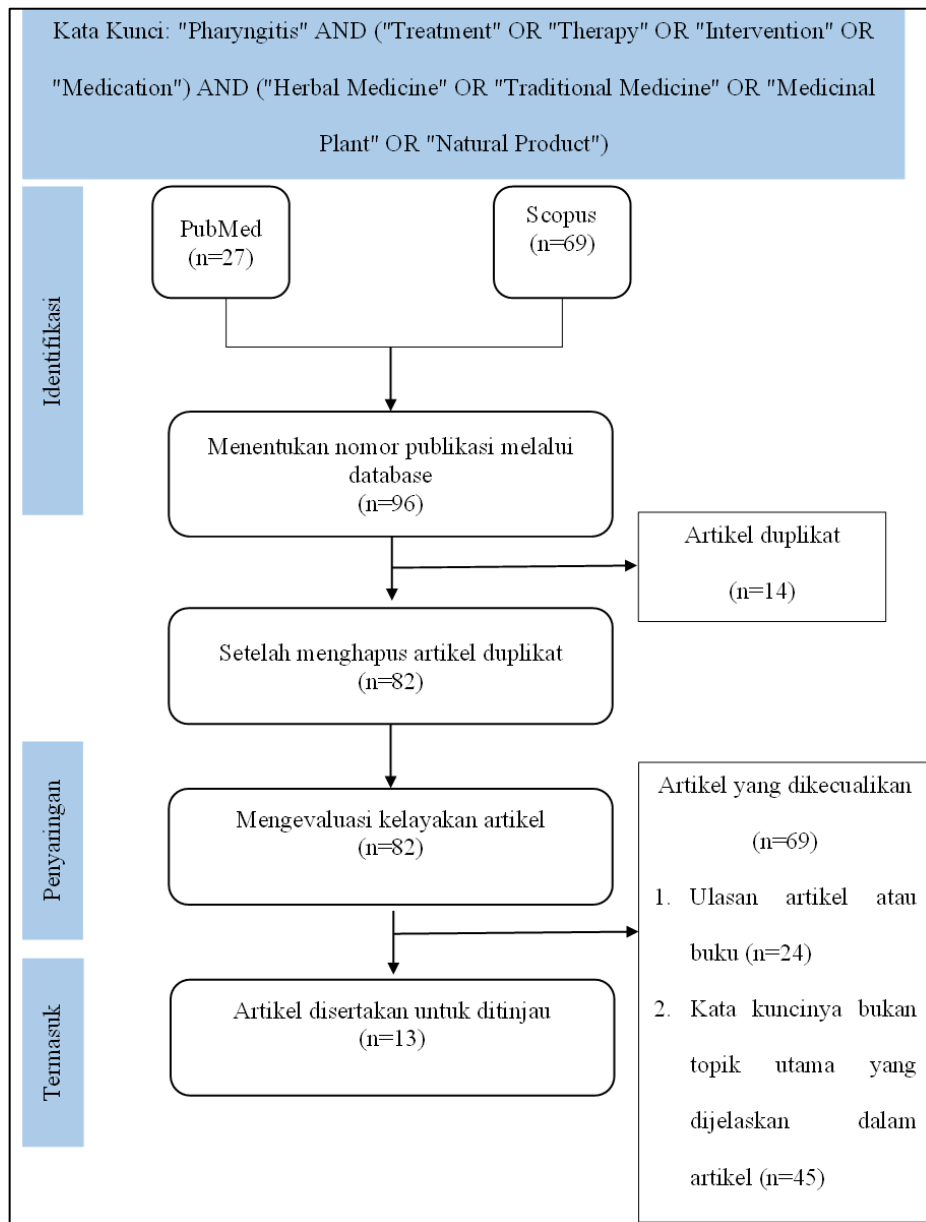 Kata Kunci: "Pharyngitis" AND ("Treatment" OR "Therapy" OR "Intervention" OR
"Medication") AND ("Herbal Medicine" OR "Traditional Medicine" OR "Medicinal
Plant" OR "Natural Product")
Identifikasi
PubMed
(n=27)
Scopus
(n=69)
Menentukan nomor publikasi melalui
database
(n=96)
Artikel duplikat
(n=14)
Setelah menghapus artikel duplikat
(n=82)
Penyaringan
Mengevaluasi kelayakan artikel
(n=82)
Artikel yang dikecualikan
(n=69)
1. Ulasan artikel atau
buku (n=24)
2. Kata kuncinya bukan
topik utama yang
dijelaskan dalam
artikel (n=45)
Termasuk
Artikel disertakan untuk ditinjau
(n=13)